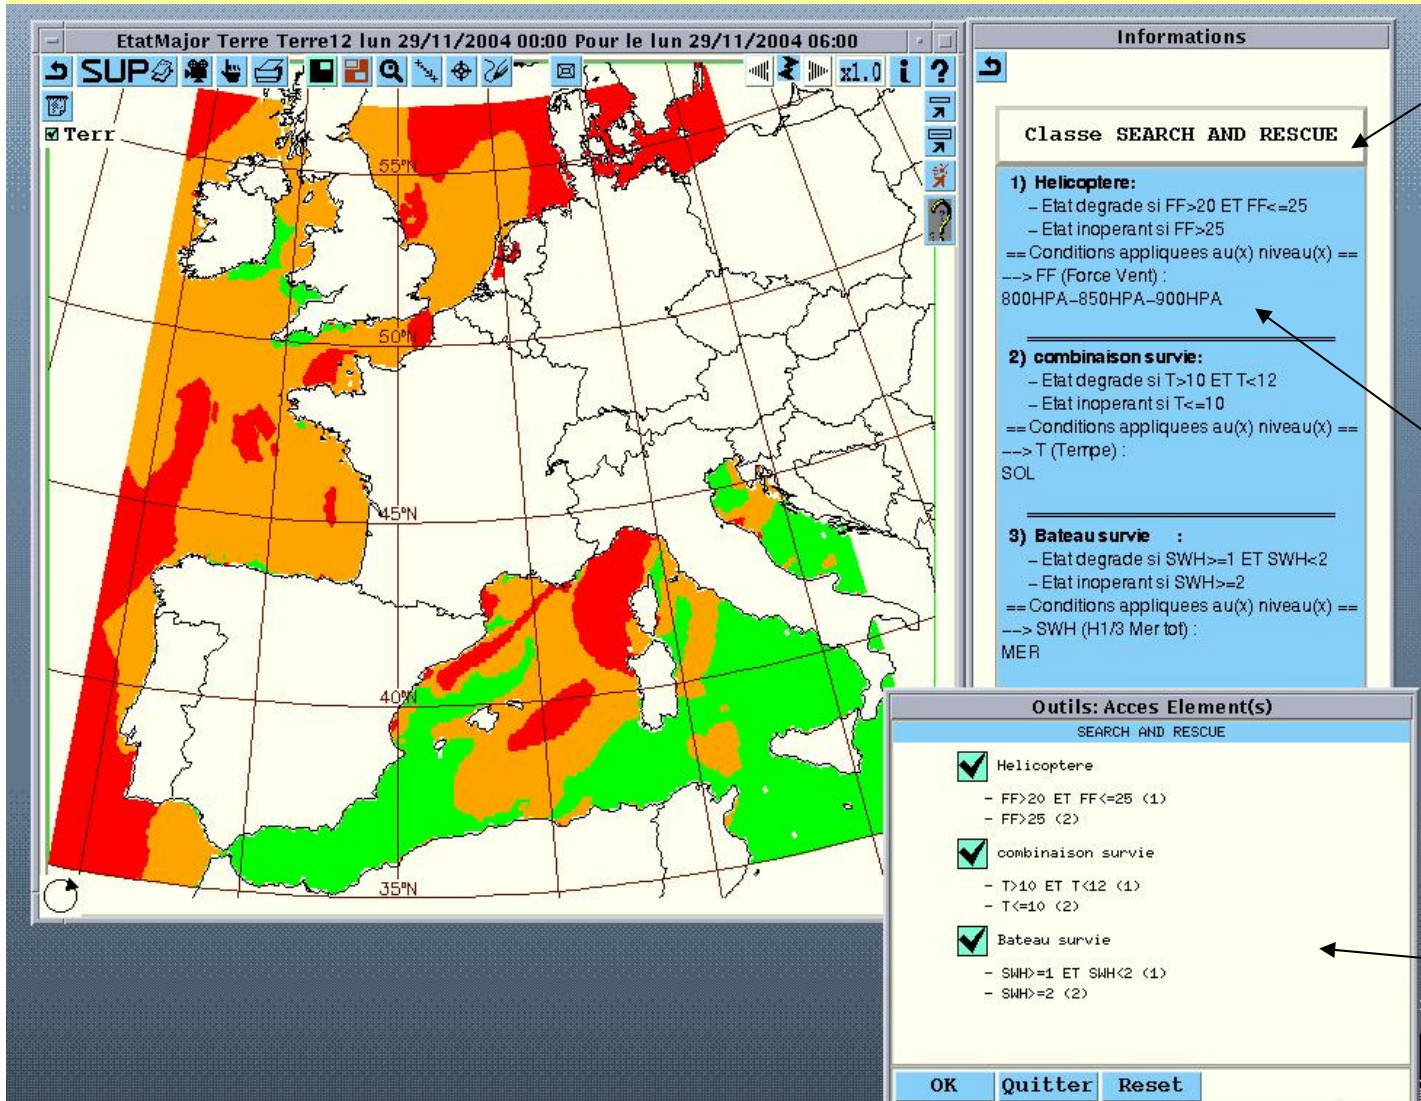 EtatMajor Terre Terre12 lun 29/11/2004 00:00 Pour le lun 29/11/2004 06:00
SUP
x1.0
i
?
Terr
55°N
50°N
45°N
40°N
35°N
Informations
Classe SEARCH AND RESCUE
1) Helicoptere:
– Etat degrade si FF>20 ET FF<=25
– Etat inoperant si FF>25
== Conditions appliquees au(x) niveau(x) ==
––> FF (Force Vent) :
800HPA–850HPA–900HPA
2) combinaison survie:
– Etat degrade si T>10 ET T<12
– Etat inoperant si T<=10
== Conditions appliquees au(x) niveau(x) ==
––> T (Tempe) :
SOL
3) Bateau survie :
– Etat degrade si SWH>=1 ET SWH<2
– Etat inoperant si SWH>=2
== Conditions appliquees au(x) niveau(x) ==
––> SWH (H1/3 Mer tot) :
MER
Outils: Acces Element(s)
SEARCH AND RESCUE
Helicoptere
- FF>20 ET FF<=25 (1)
- FF>25 (2)
combinaison survie
- T>10 ET T<12 (1)
- T<=10 (2)
Bateau survie
- SWH>=1 ET SWH<2 (1)
- SWH>=2 (2)
OK
Quitter
Reset